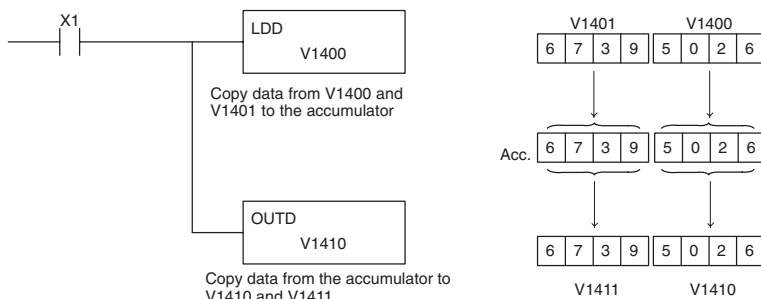 X1
LDD
V1400
Copy data from V1400 and
V1401 to the accumulator
OUTD
V1410
Copy data from the accumulator to
V1410 and V1411
V1401 V1400
6 7 3 9 5 0 2 6
Acc. 6 7 3 9 5 0 2 6
6 7 3 9 5 0 2 6
V1411 V1410